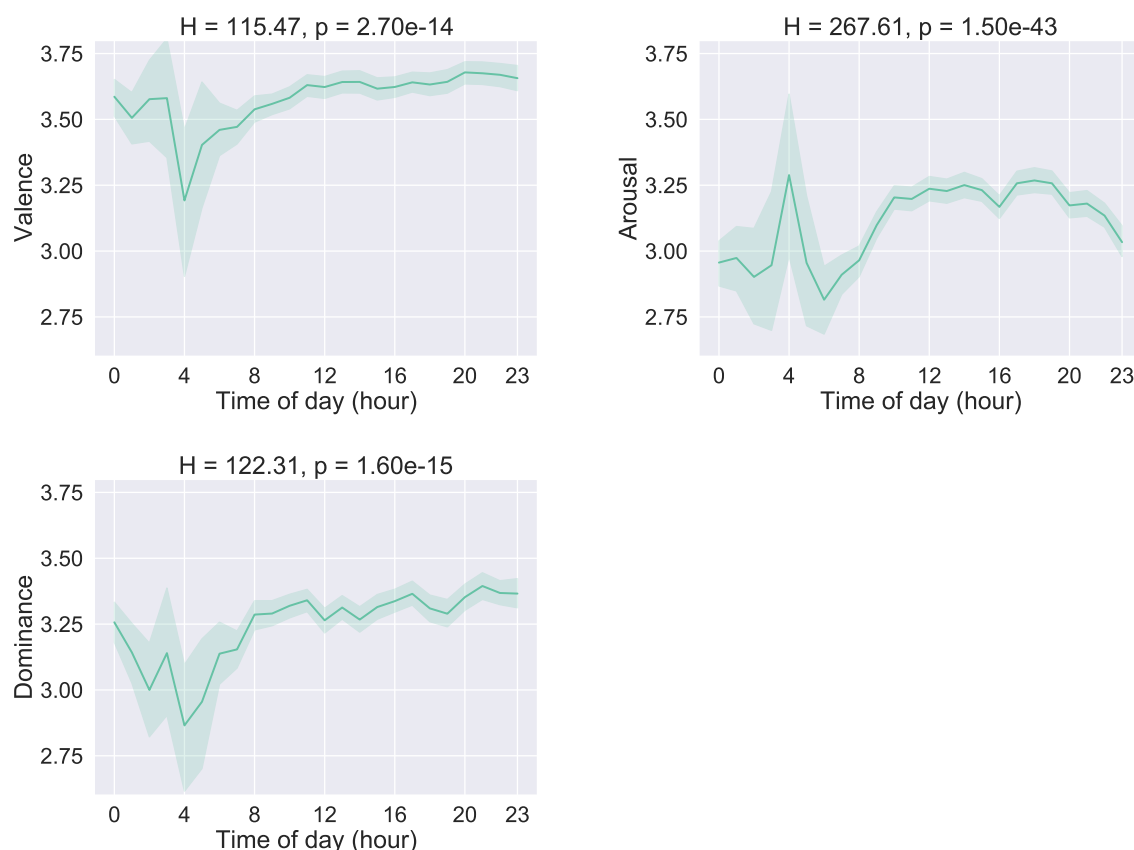 H = 115.47, p = 2.70e-14
3.75
3.50
3.25
3.00
2.75
Valence
0 4 8 12 16 20 23
Time of day (hour)
H = 267.61, p = 1.50e-43
3.75
3.50
3.25
3.00
2.75
Arousal
0 4 8 12 16 20 23
Time of day (hour)
H = 122.31, p = 1.60e-15
3.75
3.50
3.25
3.00
2.75
Dominance
0 4 8 12 16 20 23
Time of day (hour)